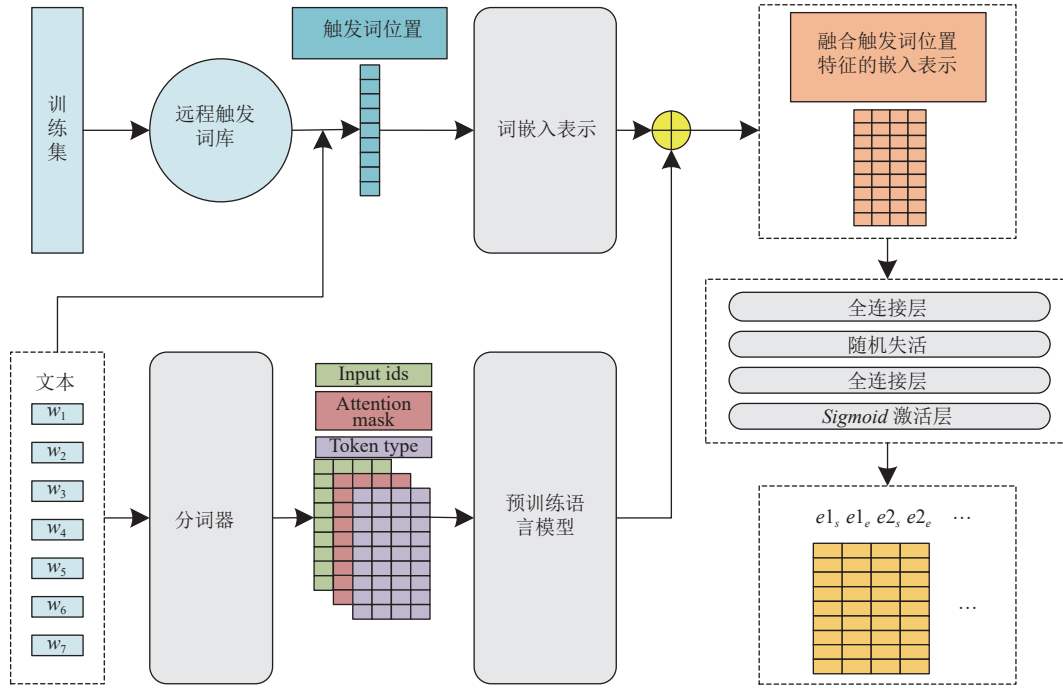 触发词位置
训
练
集
远程触发
词库
词嵌入表示
融合触发词位置
特征的嵌入表示
全连接层
随机失活
全连接层
Sigmoid 激活层
文本
w1
w2
w3
w4
w5
w6
w7
分词器
Input ids
Attention
mask
Token type
预训练语
言模型
e1s e1e e2s e2e …
…